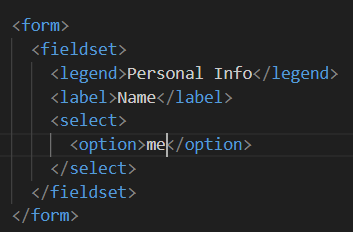 <form>
<fieldset>
<legend>Personal Info</legend>
<label>Name</label>
<select>
<option>me</option>
</select>
</fieldset>
</form>